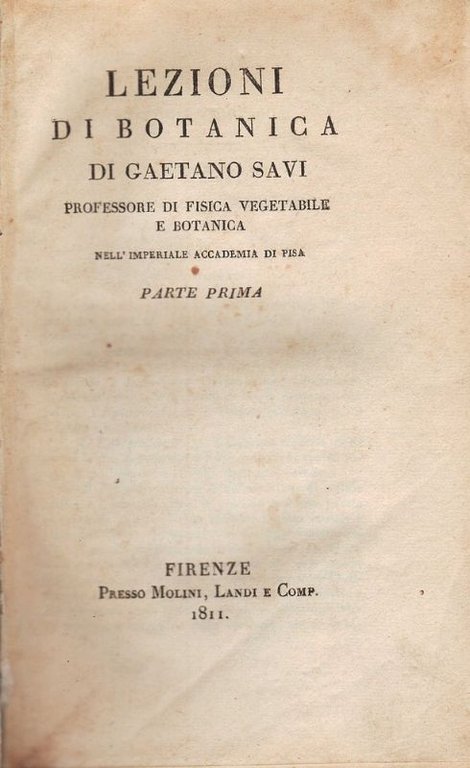 LEZIONI
DI BOTANICA
DI GAETANO SAVI
PROFESSORE DI FISICA VEGETABILE
E BOTANICA
NELL' IMPERIALE ACCADEMIA DI PISA
PARTE PRIMA
FIRENZE
PRESSO MOLINI, LANDI E COMP.
1811.